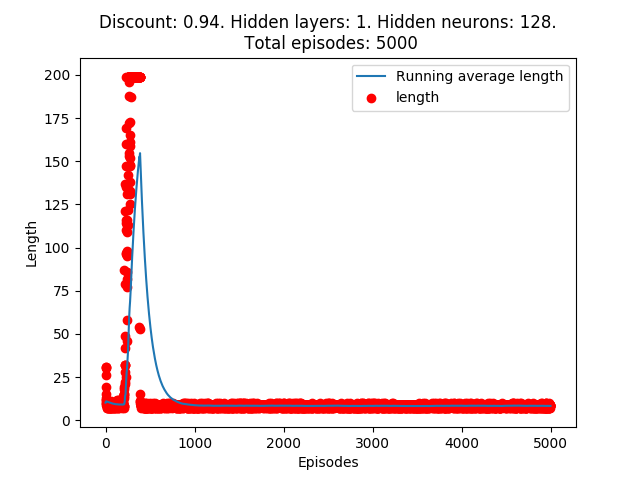 Discount: 0.94. Hidden layers: 1. Hidden neurons: 128.
Total episodes: 5000
Running average length
length
Length
200
175
150
125
100
75
50
25
0
0 1000 2000 3000 4000 5000
Episodes